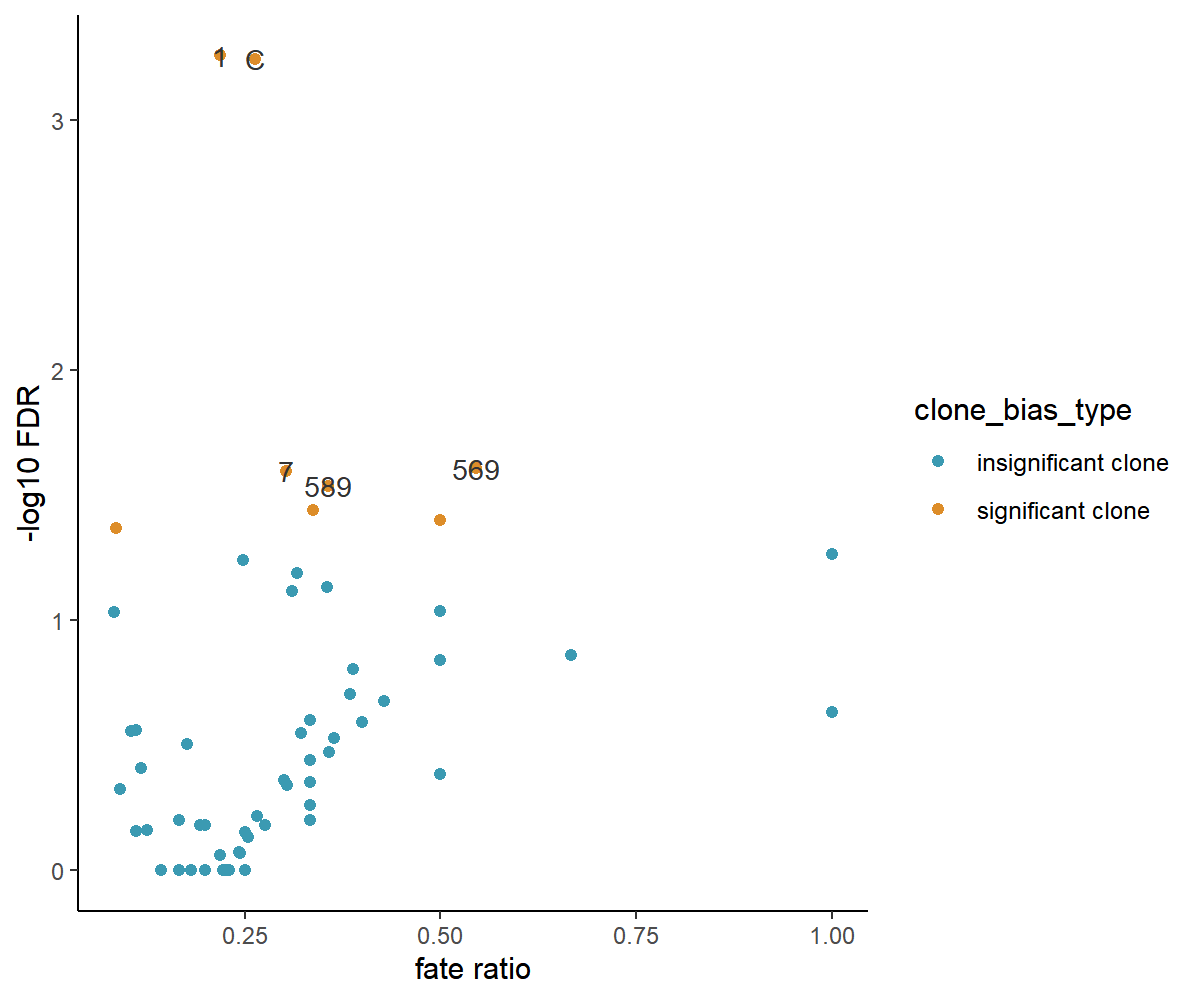 1 C
3
2
-log10 FDR
clone_bias_type
insignificant clone
7
569
589
significant clone
1
0
0.25 0.50 0.75 1.00
fate ratio